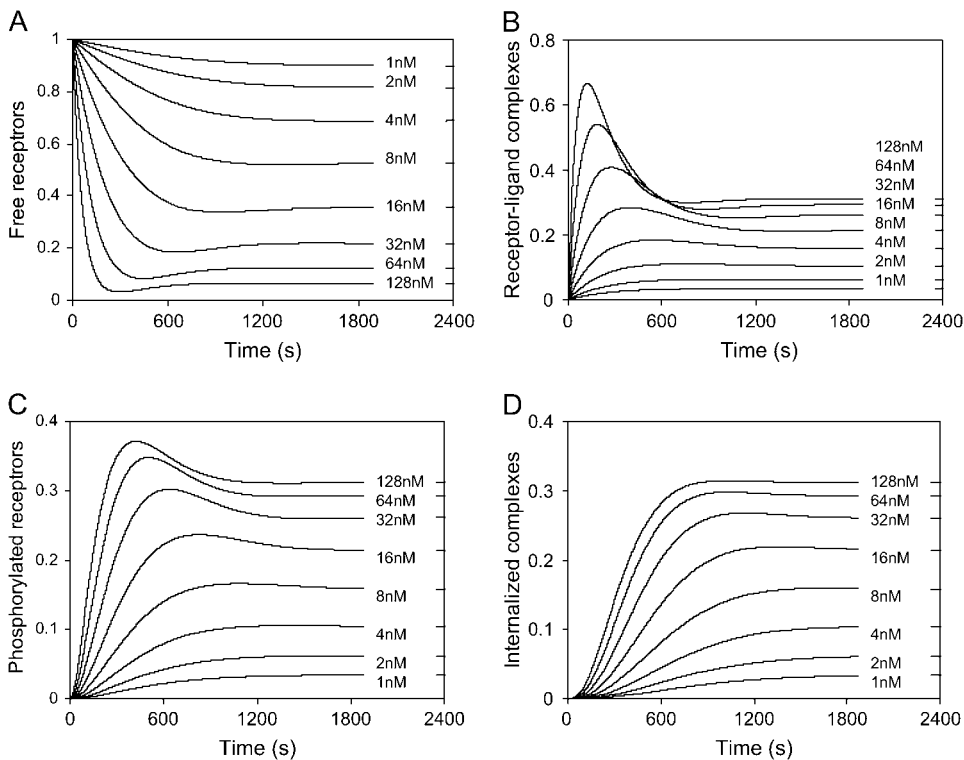 A
Free receptrors
1
0.8
0.6
0.4
0.2
0
1nM
2nM
4nM
8nM
16nM
32nM
64nM
128nM
0 600 1200 1800 2400
Time (s)
B
Receptor-ligand complexes
0.8
0.6
0.4
0.2
0
128nM
64nM
32nM
16nM
8nM
4nM
2nM
1nM
0 600 1200 1800 2400
Time (s)
C
Phosphorylated receptrors
0.4
0.3
0.2
0.1
0
128nM
64nM
32nM
16nM
8nM
4nM
2nM
1nM
0 600 1200 1800 2400
Time (s)
D
Internalized complexes
0.4
0.3
0.2
0.1
0
128nM
64nM
32nM
16nM
8nM
4nM
2nM
1nM
0 600 1200 1800 2400
Time (s)